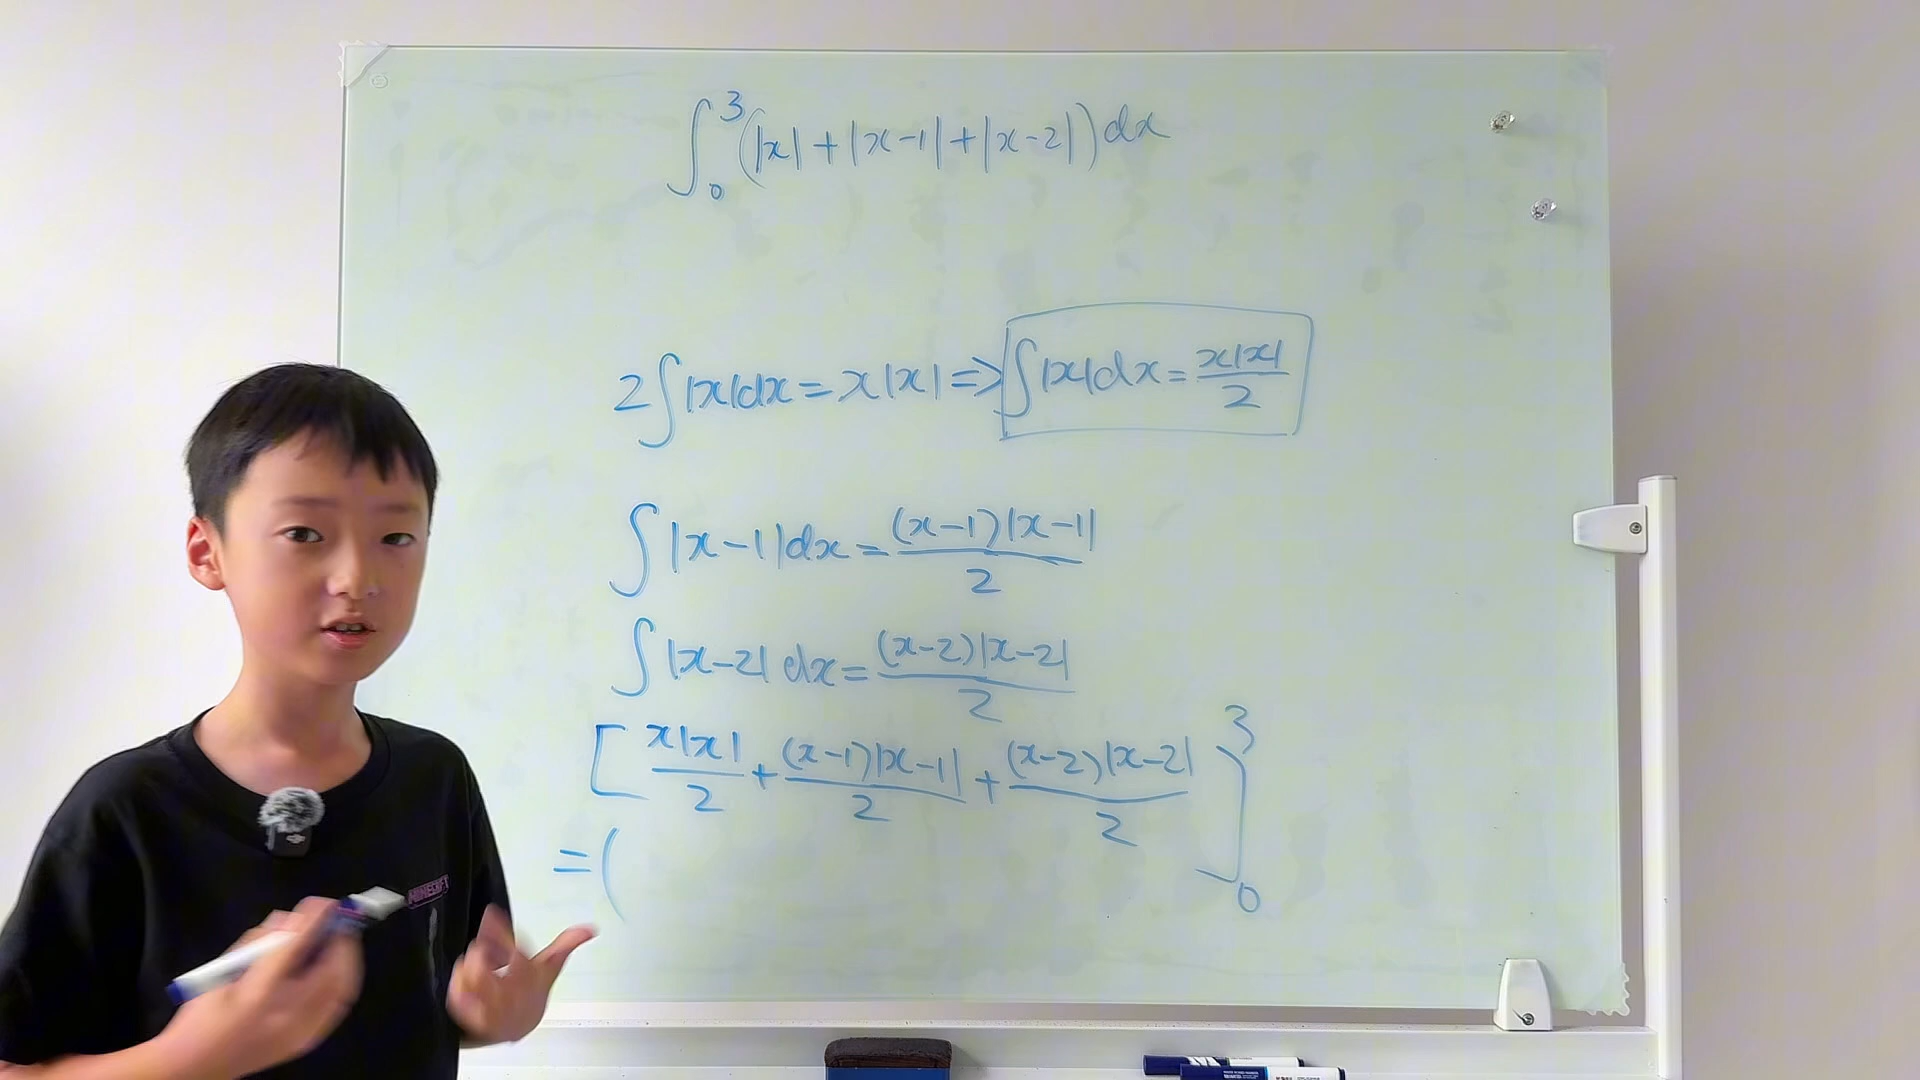 ∫₀³(|x|+|x-1|+|x-2|)dx
2∫|x|dx=x|x|=>∫|x|dx=x|x|/2
∫|x-1|dx=(x-1)|x-1|/2
∫|x-2|dx=(x-2)|x-2|/2
[x|x|/2+(x-1)|x-1|/2+(x-2)|x-2|/2]₀³
=(
MINECRAFT